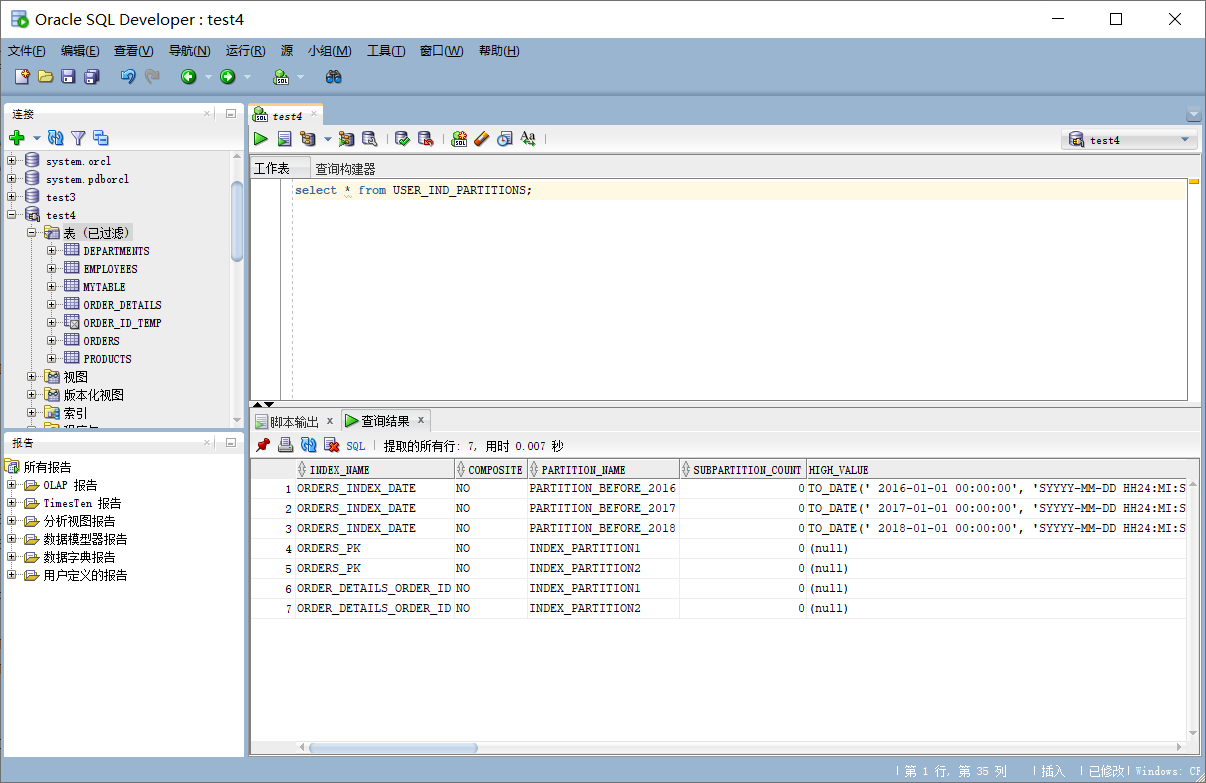 Oracle SQL Developer : test4
文件(F) 编辑(E) 查看(V) 导航(N) 运行(R) 源 小组(M) 工具(T) 窗口(W) 帮助(H)
连接
system.orcl
system.pdborcl
test3
test4
表 (已过滤)
DEPARTMENTS
EMPLOYEES
MYTABLE
ORDER_DETAILS
ORDER_ID_TEMP
ORDERS
PRODUCTS
视图
版本化视图
索引
报告
所有报告
OLAP 报告
TimesTen 报告
分析视图报告
数据模型器报告
数据字典报告
用户定义的报告
test4
test4
工作表 查询构建器
select * from USER_IND_PARTITIONS;
脚本输出 x 查询结果 x
SQL 提取的所有行: 7, 用时 0.007 秒
INDEX_NAME COMPOSITE PARTITION_NAME SUBPARTITION_COUNT HIGH_VALUE
1 ORDERS_INDEX_DATE NO PARTITION_BEFORE_2016 0 TO_DATE(' 2016-01-01 00:00:00', 'SYYYY-MM-DD HH24:MI:S
2 ORDERS_INDEX_DATE NO PARTITION_BEFORE_2017 0 TO_DATE(' 2017-01-01 00:00:00', 'SYYYY-MM-DD HH24:MI:S
3 ORDERS_INDEX_DATE NO PARTITION_BEFORE_2018 0 TO_DATE(' 2018-01-01 00:00:00', 'SYYYY-MM-DD HH24:MI:S
4 ORDERS_PK NO INDEX_PARTITION1 0 (null)
5 ORDERS_PK NO INDEX_PARTITION2 0 (null)
6 ORDER_DETAILS_ORDER_ID NO INDEX_PARTITION1 0 (null)
7 ORDER_DETAILS_ORDER_ID NO INDEX_PARTITION2 0 (null)
第 1 行, 第 35 列 插入 已修改 Windows: CF